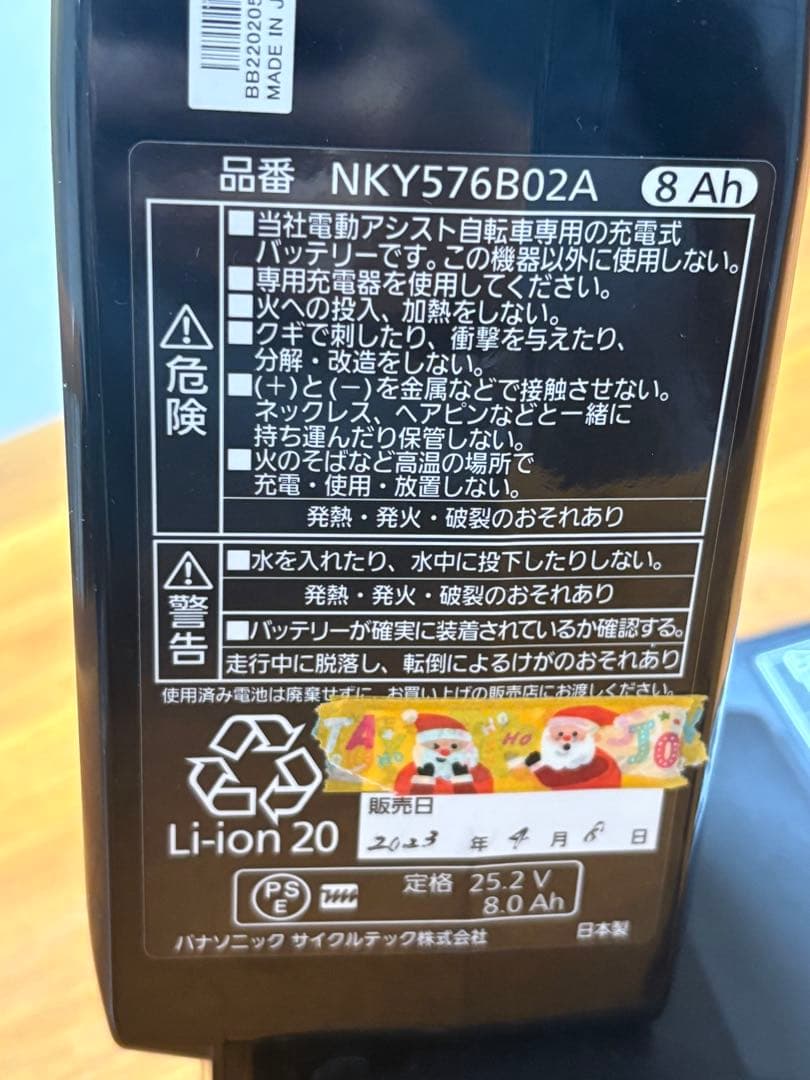 BB220205
MADE IN J
品番 NKY576B02A 8 Ah
危険
■当社電動アシスト自転車専用の充電式
バッテリーです。この機器以外に使用しない。
■専用充電器を使用してください。
■火への投入、加熱をしない。
■クギで刺したり、衝撃を与えたり、
分解・改造をしない。
■(+)と(−)を金属などで接触させない。
ネックレス、ヘアピンなどと一緒に
持ち運んだり保管しない。
■火のそばなど高温の場所で
充電・使用・放置しない。
発熱・発火・破裂のおそれあり
警告
■水を入れたり、水中に投下したりしない。
発熱・発火・破裂のおそれあり
■バッテリーが確実に装着されているか確認する。
走行中に脱落し、転倒によるけがのおそれあり
使用済み電池は廃棄せずに、お買い上げの販売店にお渡しください。
HO HO HO JO
Li-ion 20
販売日
2023 年 4 月 8 日
PSE 定格 25.2 V
8.0 Ah
パナソニック サイクルテック株式会社 日本製